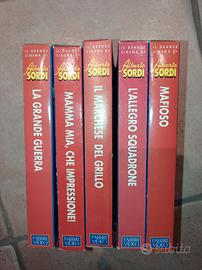 IL GRANDE
CINEMA DI
Alberto
SORDI
LA GRANDE GUERRA
FABBRI
VIDEO
IL GRANDE
CINEMA DI
Alberto
SORDI
MAMMA MIA, CHE IMPRESSIONE!
FABBRI
VIDEO
IL GRANDE
CINEMA DI
Alberto
SORDI
IL MARCHESE DEL GRILLO
FABBRI
VIDEO
IL GRANDE
CINEMA DI
Alberto
SORDI
L'ALLEGRO SQUADRONE
FABBRI
VIDEO
IL GRANDE
CINEMA DI
Alberto
SORDI
MAFIOSO
FABBRI
VIDEO
subito